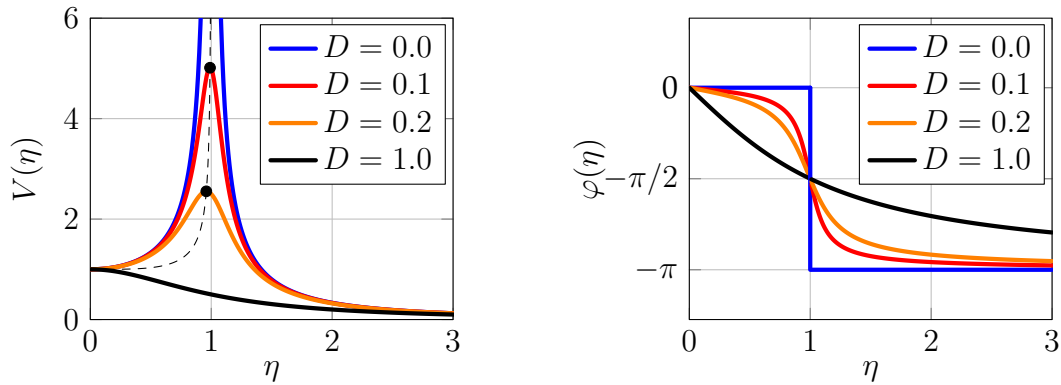 6
4
2
0
V(η)
0
1
2
3
η
D = 0.0
D = 0.1
D = 0.2
D = 1.0
0
−π/2
−π
φ(η)
0
1
2
3
η
D = 0.0
D = 0.1
D = 0.2
D = 1.0